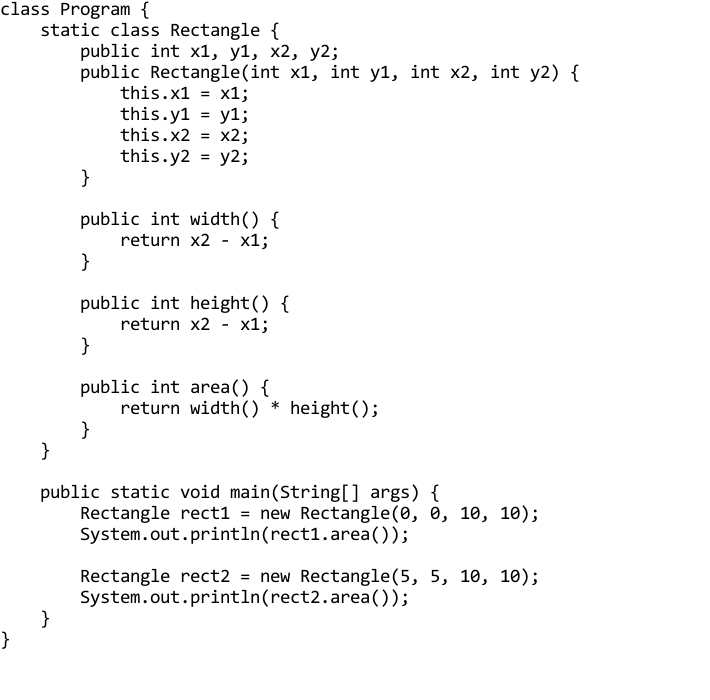 class Program {
    static class Rectangle {
        public int x1, y1, x2, y2;
        public Rectangle(int x1, int y1, int x2, int y2) {
            this.x1 = x1;
            this.y1 = y1;
            this.x2 = x2;
            this.y2 = y2;
        }

        public int width() {
            return x2 - x1;
        }

        public int height() {
            return x2 - x1;
        }

        public int area() {
            return width() * height();
        }
    }

    public static void main(String[] args) {
        Rectangle rect1 = new Rectangle(0, 0, 10, 10);
        System.out.println(rect1.area());

        Rectangle rect2 = new Rectangle(5, 5, 10, 10);
        System.out.println(rect2.area());
    }
}